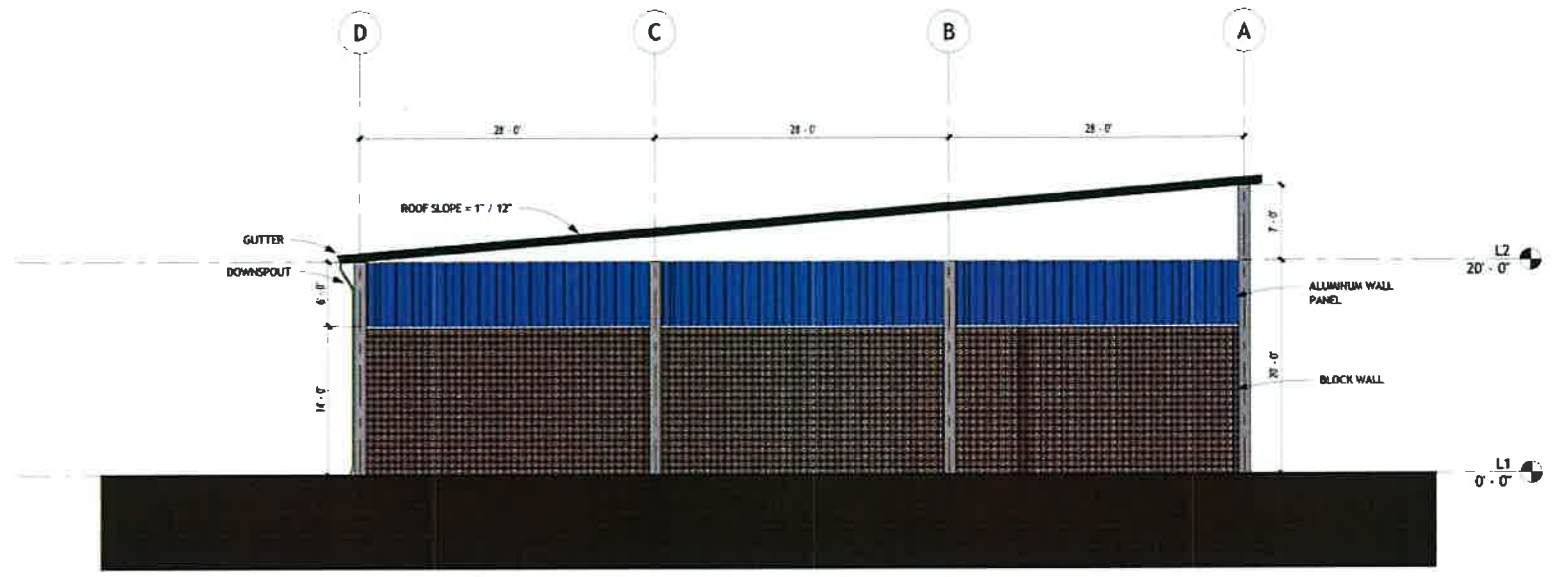 D
C
B
A
28' - 0"
28' - 0"
28' - 0"
ROOF SLOPE = 1" / 12"
GUTTER
DOWNSPOUT
6' - 0"
14' - 0"
7' - 0"
20' - 0"
L2
20' - 0"
ALUMINUM WALL
PANEL
BLOCK WALL
L1
0' - 0"